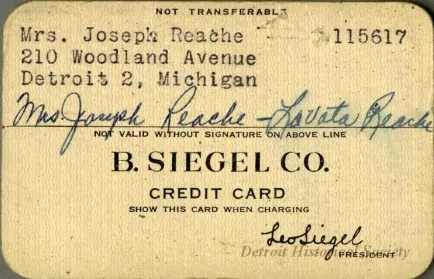 NOT TRANSFERABLE
Mrs. Joseph Reache 115617
210 Woodland Avenue
Detroit 2, Michigan
Mrs Joseph Reache - LaVata Reache
NOT VALID WITHOUT SIGNATURE ON ABOVE LINE
B. SIEGEL CO.
CREDIT CARD
SHOW THIS CARD WHEN CHARGING
Leo Siegel
PRESIDENT
Detroit Historical Society